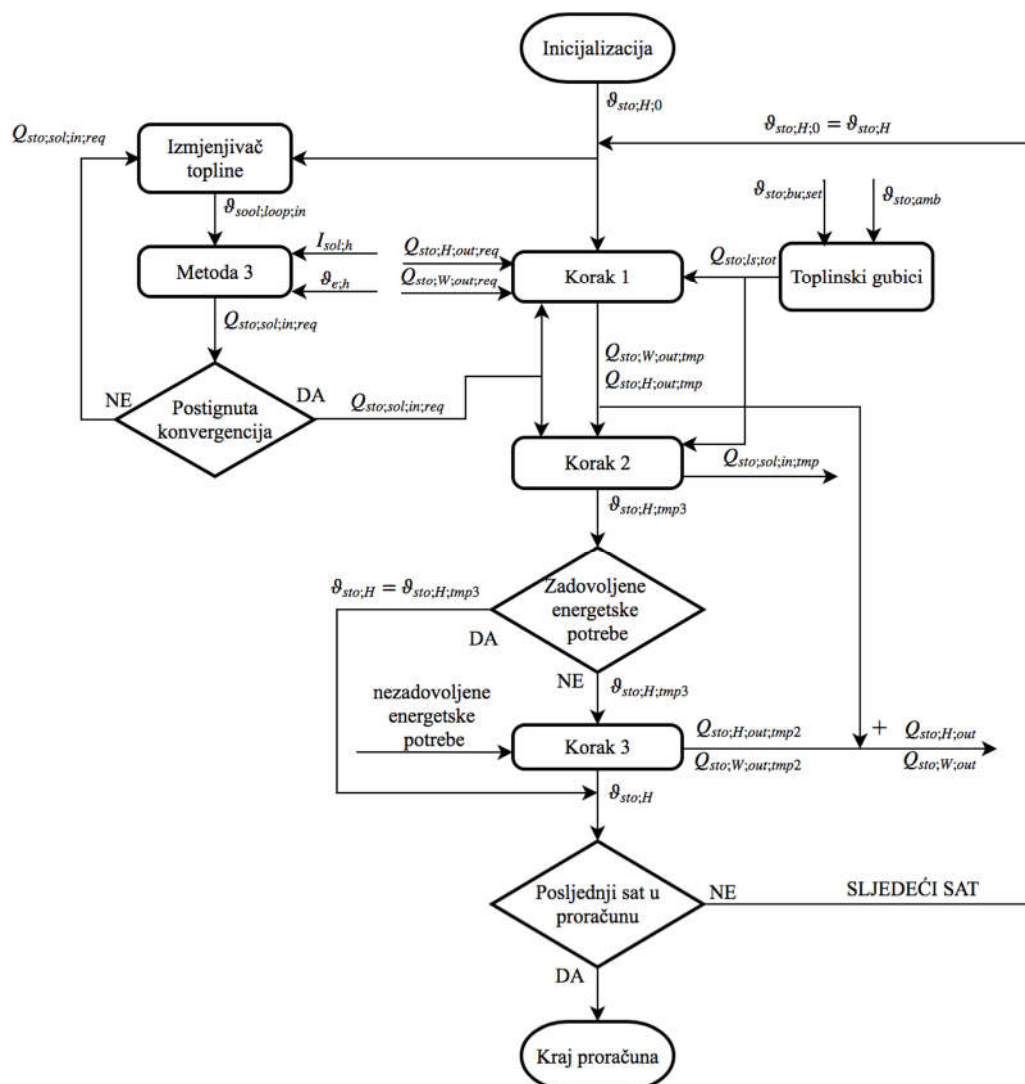 Inicijalizacija
ϑsto;H;0
Qsto;sol;in;req
ϑsto;H;0 = ϑsto;H
Izmjenjivač
topline
ϑsto;bu;set
ϑsto;amb
ϑsool;loop;in
Isol;h
Qsto;H;out;req
Qsto;ls;tot
Metoda 3
Korak 1
Toplinski gubici
ϑe;h
Qsto;W;out;req
Qsto;sol;in;req
Qsto;W;out;tmp
Qsto;H;out;tmp
NE
DA
Postignuta
konvergencija
Qsto;sol;in;req
Korak 2
Qsto;sol;in;tmp
ϑsto;H;tmp3
ϑsto;H = ϑsto;H;tmp3
Zadovoljene
energetske
potrebe
DA
NE
ϑsto;H;tmp3
nezadovoljene
energetske
potrebe
Korak 3
Qsto;H;out;tmp2
+
Qsto;H;out
Qsto;W;out;tmp2
Qsto;W;out
ϑsto;H
Posljednji sat u
proračunu
NE
SLJEDEĆI SAT
DA
Kraj proračuna